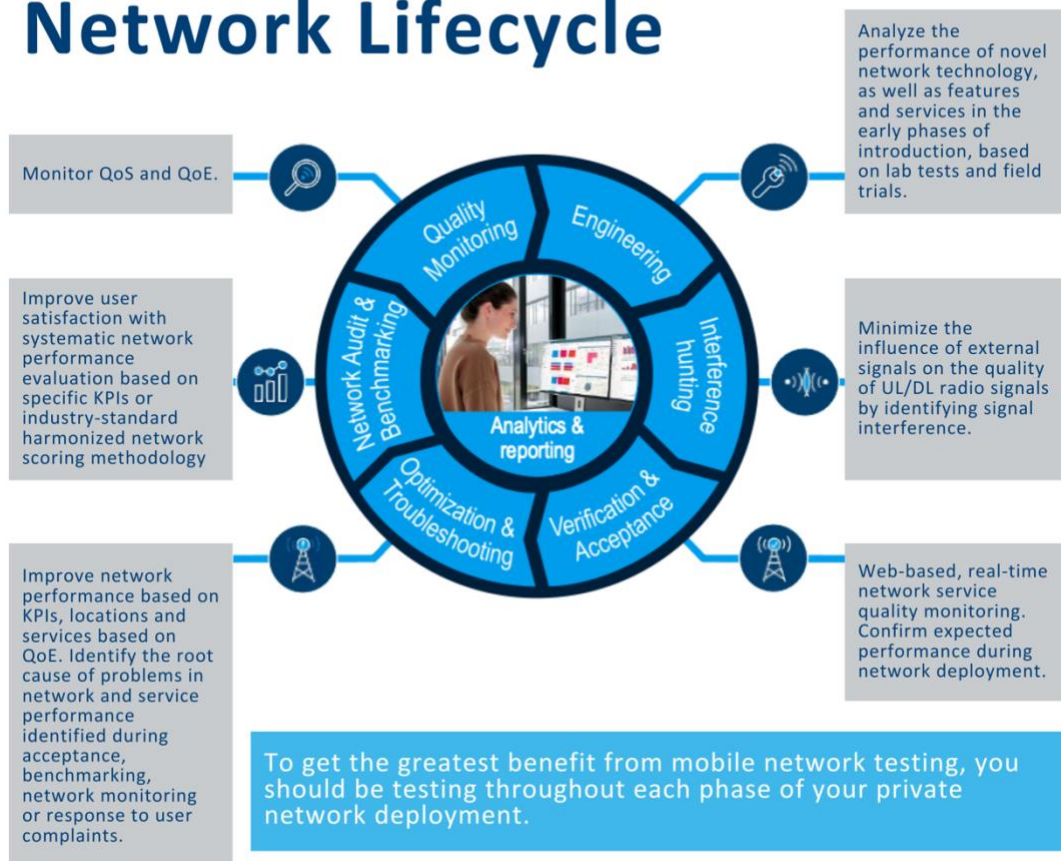 Network Lifecycle
Analyze the
performance of novel
network technology,
as well as features
and services in the
early phases of
introduction, based
on lab tests and field
trials.
Monitor QoS and QoE.
Quality
Monitoring
Engineering
Improve user
satisfaction with
systematic network
performance
evaluation based on
specific KPIs or
industry-standard
harmonized network
scoring methodology
Network Audit &
Benchmarking
Interference
hunting
Minimize the
influence of external
signals on the quality
of UL/DL radio signals
by identifying signal
interference.
Analytics &
reporting
Optimization &
Troubleshooting
Verification &
Acceptance
Improve network
performance based on
KPIs, locations and
services based on
QoE. Identify the root
cause of problems in
network and service
performance
identified during
acceptance,
benchmarking,
network monitoring
or response to user
complaints.
Web-based, real-time
network service
quality monitoring.
Confirm expected
performance during
network deployment.
To get the greatest benefit from mobile network testing, you
should be testing throughout each phase of your private
network deployment.